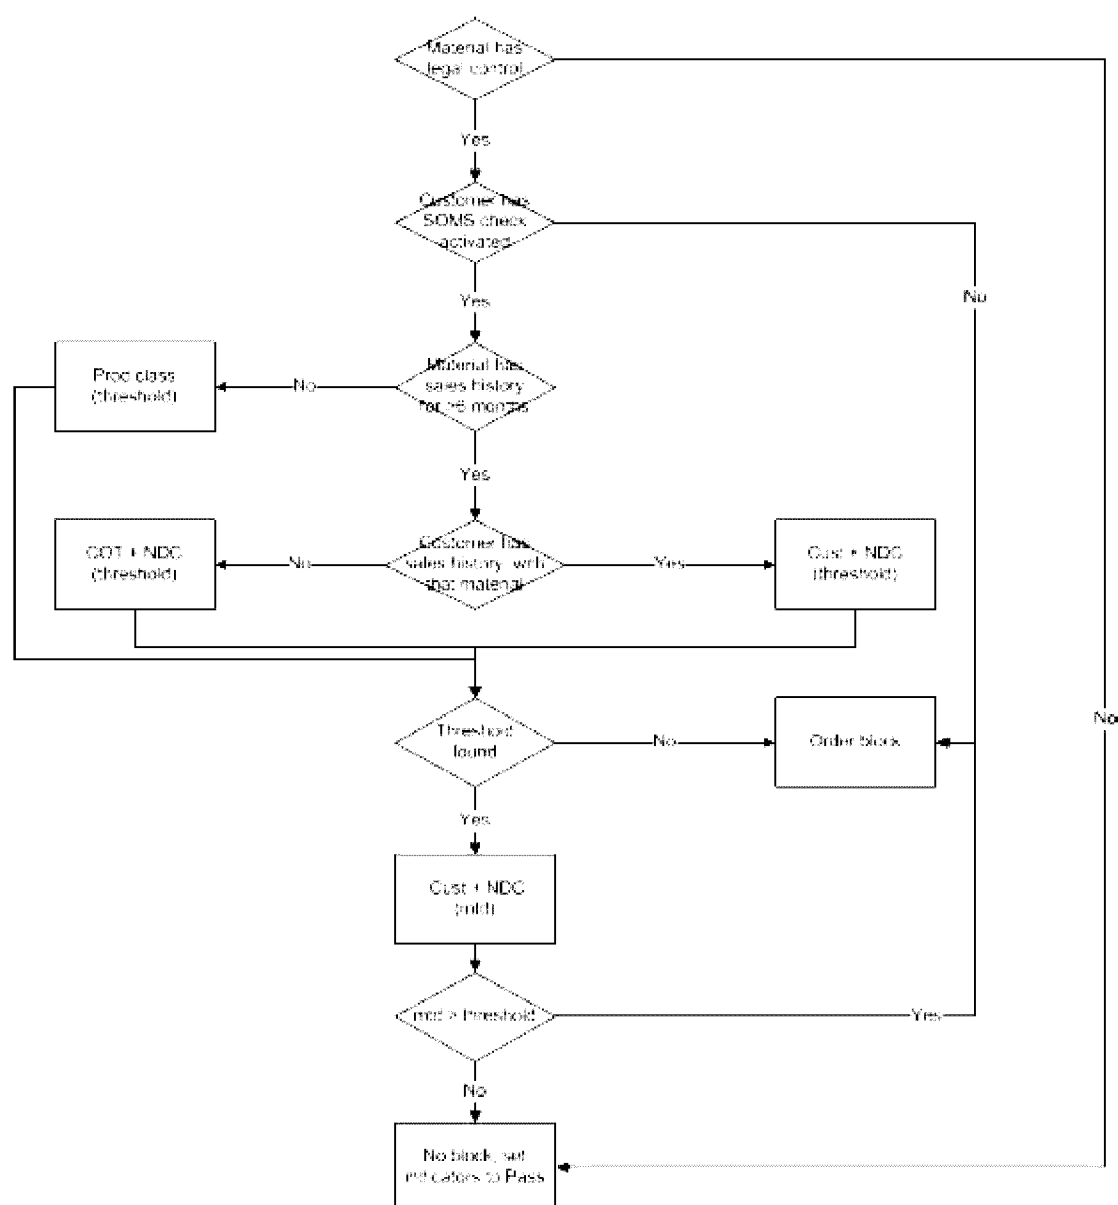 Material has
legal control
No
Yes
Customer has
SOMS check
activated
No
Yes
Material has
sales history
for >6 months
No
Prod class
(threshold)
Yes
Customer has
sales history with
that material
No
COT + NDC
(threshold)
Yes
Cust + NDC
(threshold)
Threshold
found
No
Order block
Yes
Cust + NDC
(mtd)
mtd > threshold
Yes
No
No block, set
indicators to Pass